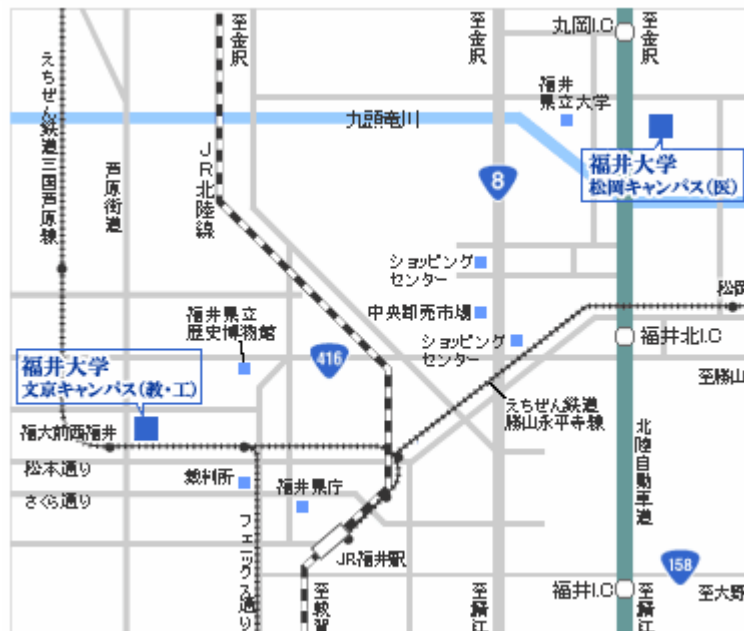 至金沢
至金沢
丸岡I.C
至金沢
えちぜん鉄道三国芦原線
芦原街道
JR北陸線
九頭竜川
福井
県立大学
福井大学
松岡キャンパス(医)
8
ショッピング
センター
中央卸売市場
ショッピング
センター
松岡
福井北I.C
至勝山
福井県立
歴史博物館
416
福井大学
文京キャンパス(教・工)
えちぜん鉄道
勝山永平寺線
北陸自動車道
福大前西福井
松本通り
さくら通り
裁判所
福井県庁
フェニックス通り
JR福井駅
158
福井I.C
至敦賀
至鯖江
至鯖江
至大野